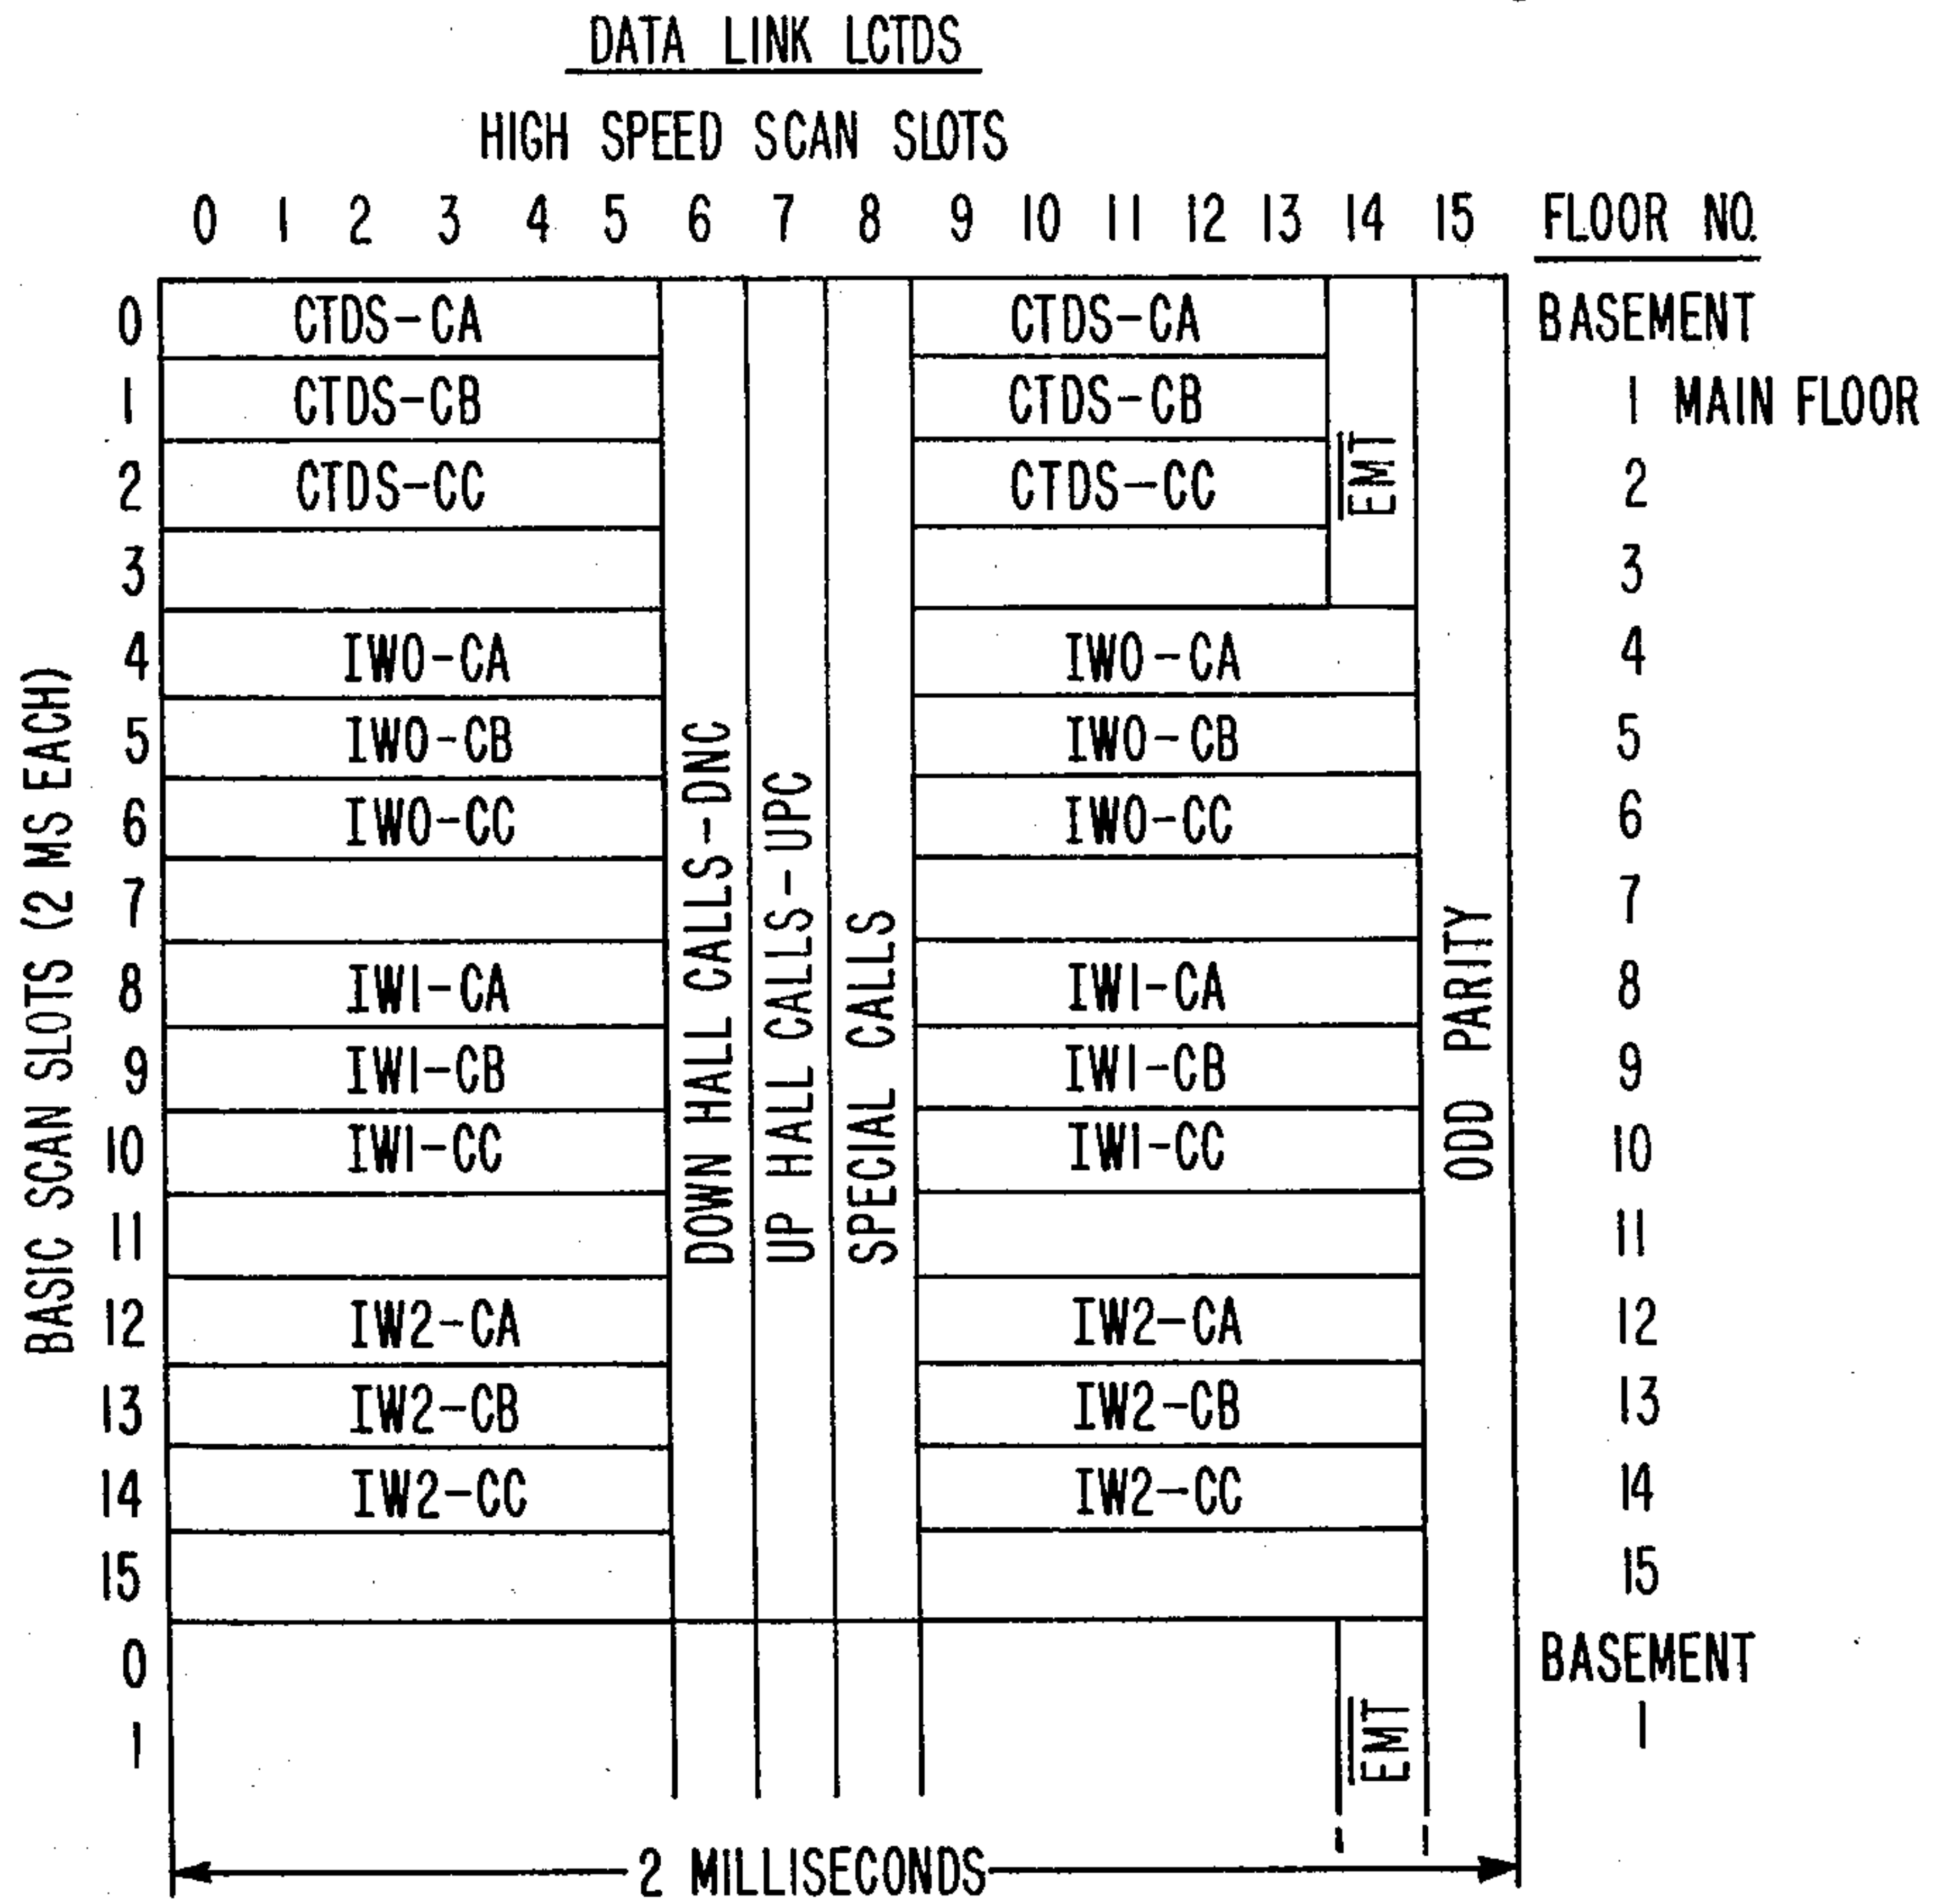 DATA LINK LCTDS
HIGH SPEED SCAN SLOTS
0 1 2 3 4 5 6 7 8 9 10 11 12 13 14 15 FLOOR NO.
0 CTDS-CA CTDS-CA BASEMENT
1 CTDS-CB CTDS-CB 1 MAIN FLOOR
2 CTDS-CC CTDS-CC 2
3 3
4 IW0-CA IW0-CA 4
5 IW0-CB IW0-CB 5
6 IW0-CC IW0-CC 6
7 7
8 IW1-CA IW1-CA 8
9 IW1-CB IW1-CB 9
10 IW1-CC IW1-CC 10
11 11
12 IW2-CA IW2-CA 12
13 IW2-CB IW2-CB 13
14 IW2-CC IW2-CC 14
15 15
0 BASEMENT
1 1
BASIC SCAN SLOTS (2 MS EACH)
DOWN HALL CALLS-DNC
UP HALL CALLS-UPC
SPECIAL CALLS
EMT
ODD PARITY
EMT
2 MILLISECONDS